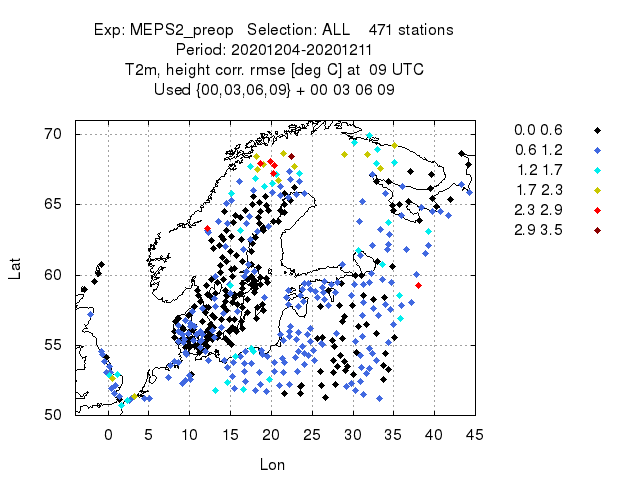 Exp: MEPS2_preop Selection: ALL 471 stations
Period: 20201204-20201211
T2m, height corr. rmse [deg C] at 09 UTC
Used {00,03,06,09} + 00 03 06 09
70
65
60
55
50
Lat
0 5 10 15 20 25 30 35 40 45
Lon
0.0 0.6
0.6 1.2
1.2 1.7
1.7 2.3
2.3 2.9
2.9 3.5